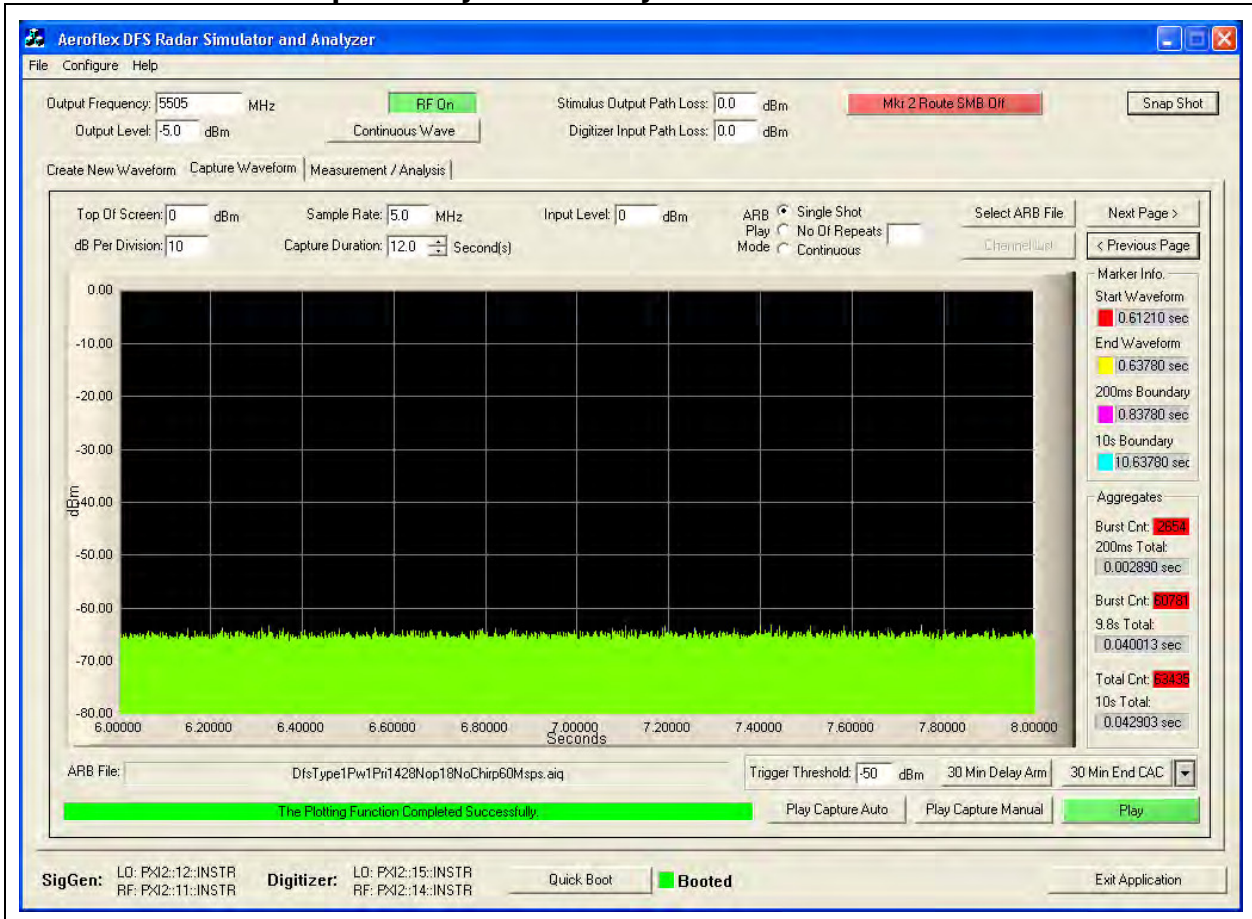 Aeroflex DFS Radar Simulator and Analyzer
File Configure Help
Output Frequency: 5505 MHz
RF On
Stimulus Output Path Loss: 0.0 dBm
Mkr 2 Route SMB Off
Snap Shot
Output Level: -5.0 dBm
Continuous Wave
Digitizer Input Path Loss: 0.0 dBm
Create New Waveform Capture Waveform Measurement / Analysis
Top Of Screen: 0 dBm
Sample Rate: 5.0 MHz
Input Level: 0 dBm
ARB Play Mode
Single Shot
No Of Repeats
Continuous
Select ARB File
Next Page >
dB Per Division: 10
Capture Duration: 12.0 Second(s)
Channel List
< Previous Page
0.00
-10.00
-20.00
-30.00
-40.00
-50.00
-60.00
-70.00
-80.00
dBm
6.00000 6.20000 6.40000 6.60000 6.80000 7.00000 7.20000 7.40000 7.60000 7.80000 8.00000
Seconds
Marker Info.
Start Waveform
0.61210 sec
End Waveform
0.63780 sec
200ms Boundary
0.83780 sec
10s Boundary
10.63780 sec
Aggregates
Burst Cnt: 2654
200ms Total:
0.002890 sec
Burst Cnt: 60781
9.8s Total:
0.040013 sec
Total Cnt: 63435
10s Total:
0.042903 sec
ARB File: DfsType1Pw1Pri1428Nop18NoChirp60Msps.aiq
Trigger Threshold: -50 dBm
30 Min Delay Arm
30 Min End CAC
The Plotting Function Completed Successfully.
Play Capture Auto
Play Capture Manual
Play
SigGen: LO: PXI2::12::INSTR
RF: PXI2::11::INSTR
Digitizer: LO: PXI2::15::INSTR
RF: PXI2::14::INSTR
Quick Boot
Booted
Exit Application